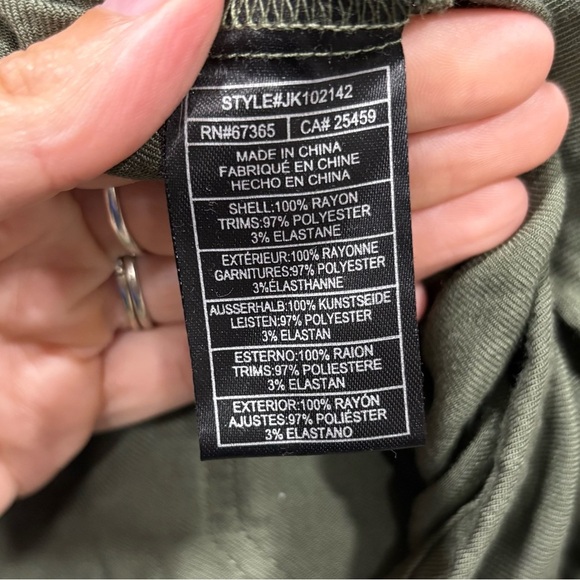 STYLE#JK102142
RN#67365 CA# 25459
MADE IN CHINA
FABRIQUÉ EN CHINE
HECHO EN CHINA
SHELL:100% RAYON
TRIMS:97% POLYESTER
3% ELASTANE
EXTÉRIEUR:100% RAYONNE
GARNITURES:97% POLYESTER
3%ÉLASTHANNE
AUSSERHALB:100% KUNSTSEIDE
LEISTEN:97% POLYESTER
3% ELASTAN
ESTERNO:100% RAION
TRIMS:97% POLIESTERE
3% ELASTAN
EXTERIOR:100% RAYÓN
AJUSTES:97% POLIÉSTER
3% ELASTANO